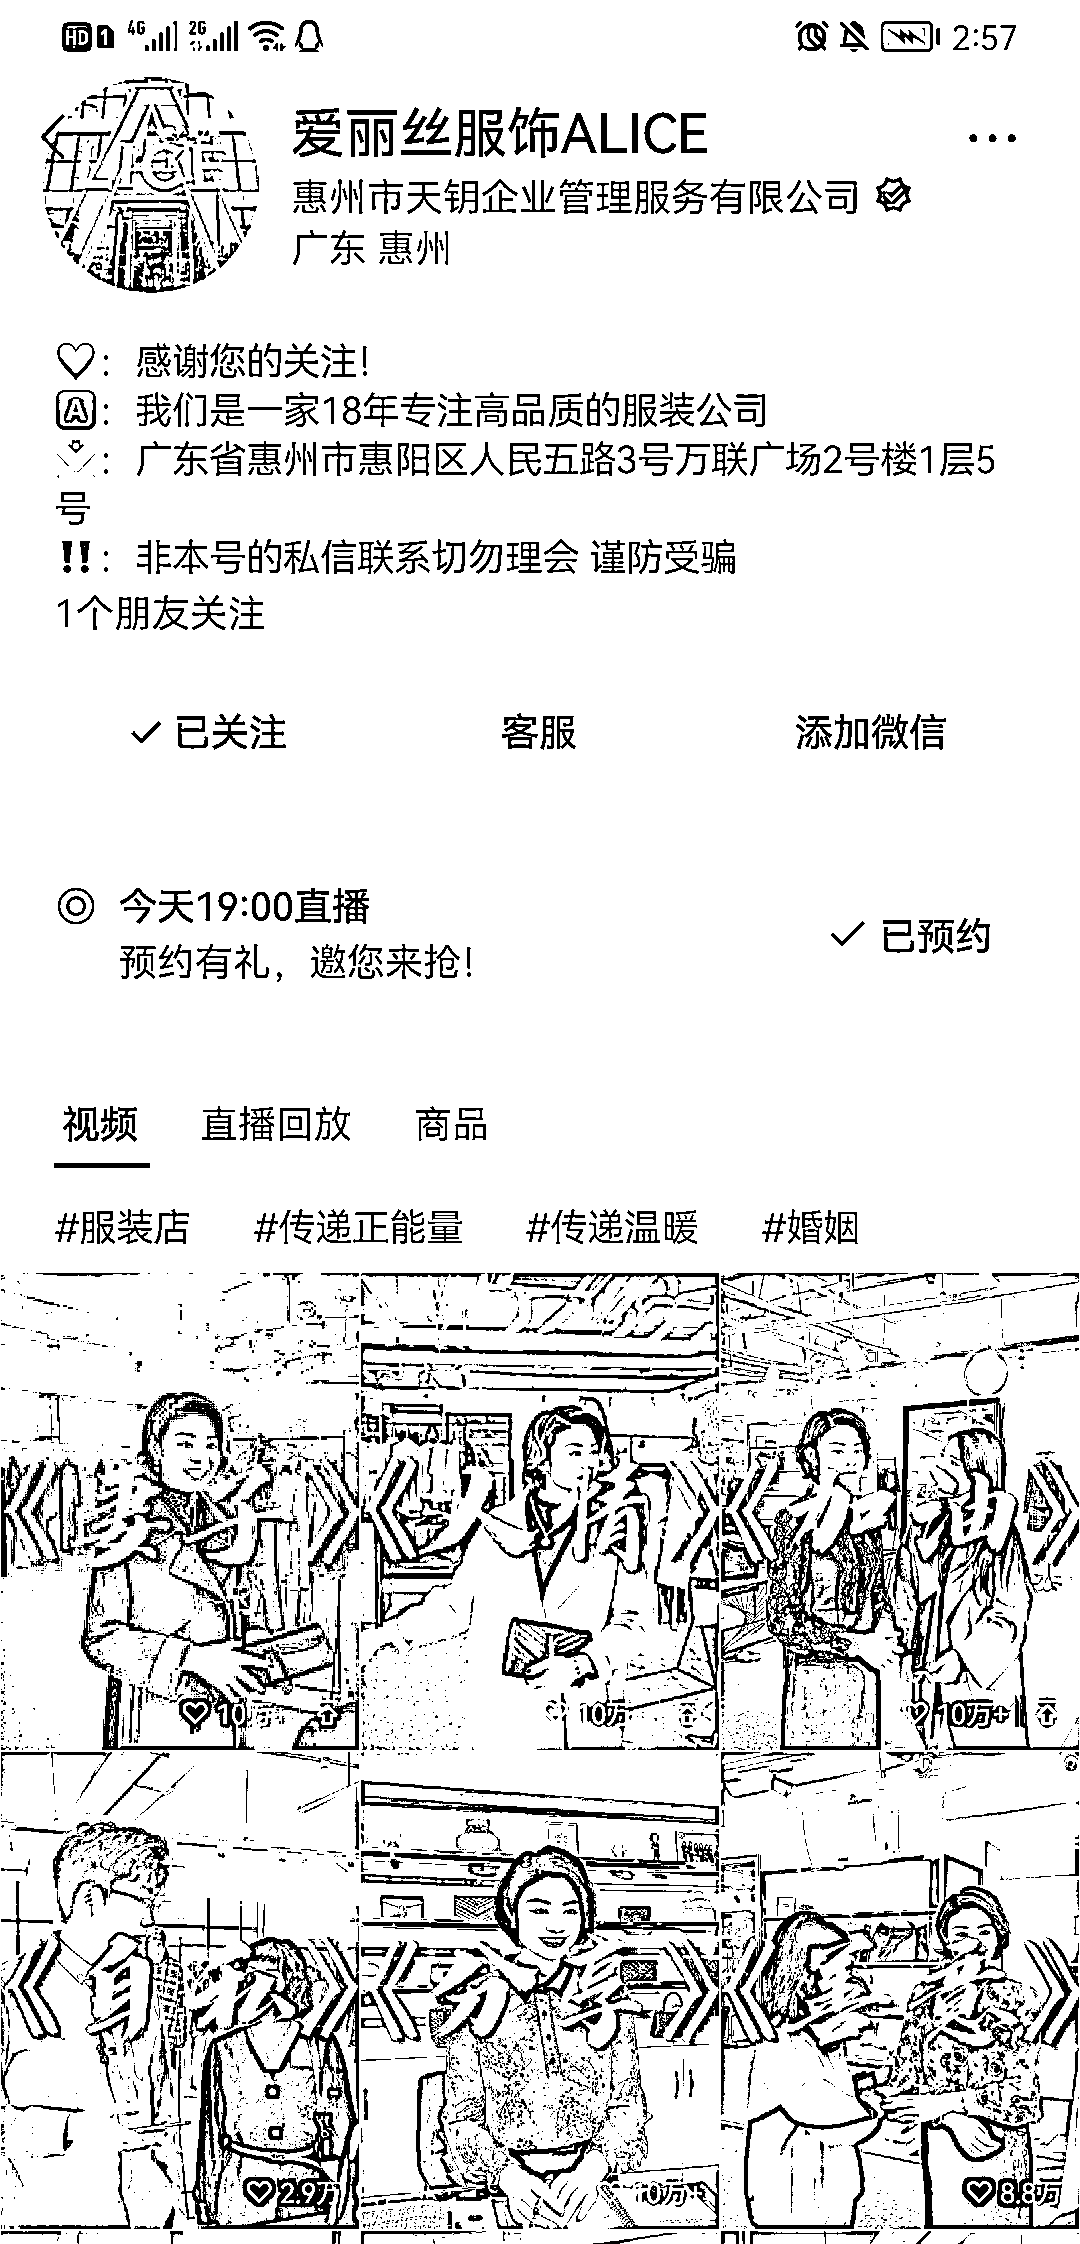 HD 1 4G 2G 2:57
爱丽丝服饰ALICE
惠州市天钥企业管理服务有限公司
广东 惠州
♡：感谢您的关注!
🄰：我们是一家18年专注高品质的服装公司
：广东省惠州市惠阳区人民五路3号万联广场2号楼1层5
号
‼：非本号的私信联系切勿理会 谨防受骗
1个朋友关注
✓ 已关注 客服 添加微信
今天19:00直播
预约有礼，邀您来抢!
✓ 已预约
视频 直播回放 商品
#服装店 #传递正能量 #传递温暖 #婚姻
《妻子》 《人情》 《加油》
10万+ 10万 10万+
《分享》
2.9万 10万+ 8.8万